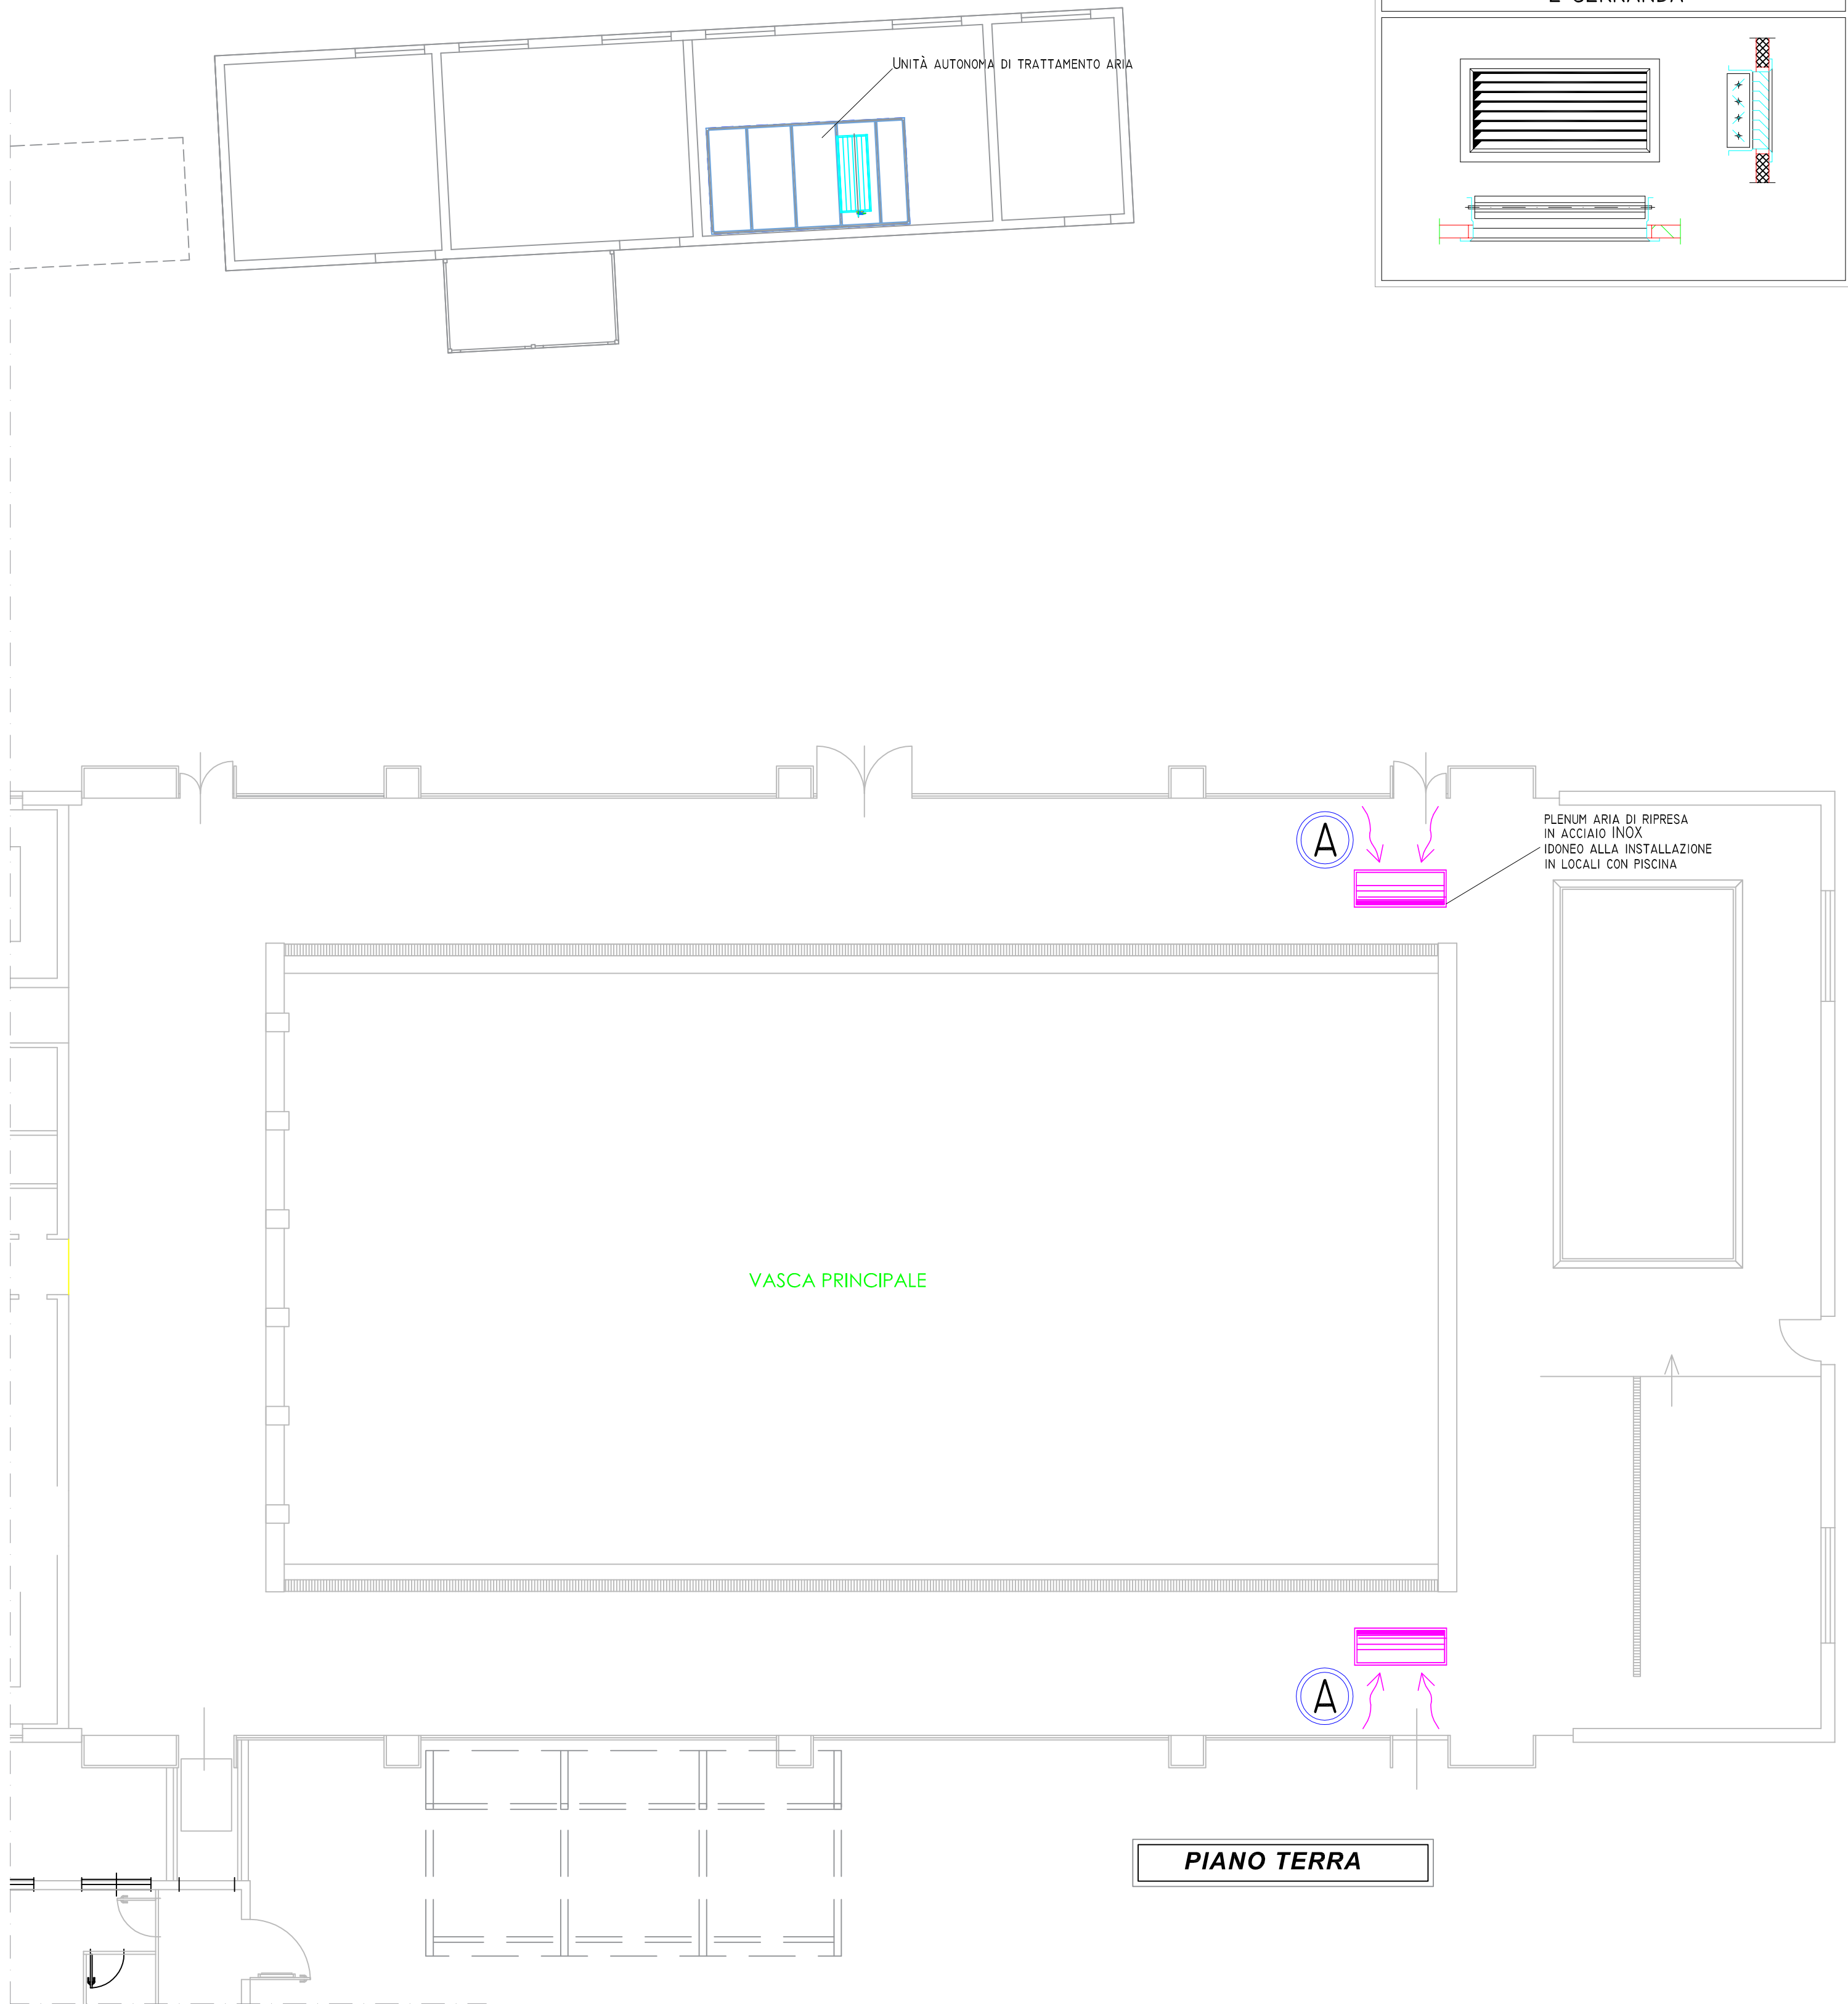 E SERRANDA
UNITÀ AUTONOMA DI TRATTAMENTO ARIA
A
PLENUM ARIA DI RIPRESA
IN ACCIAIO INOX
IDONEO ALLA INSTALLAZIONE
IN LOCALI CON PISCINA
VASCA PRINCIPALE
A
PIANO TERRA